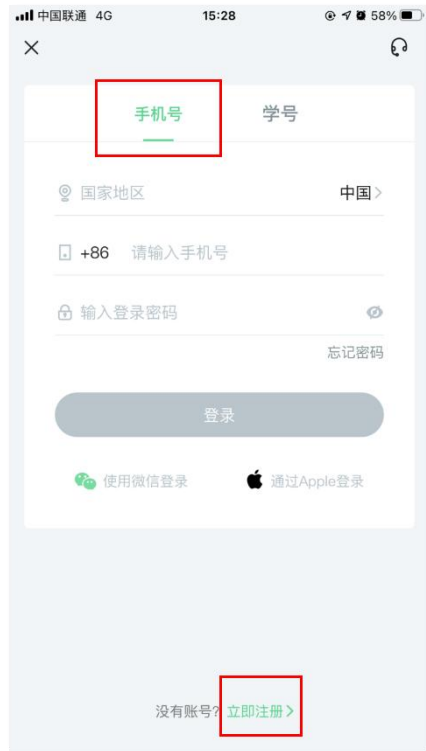 中国联通 4G 15:28 58%
手机号 学号
国家地区 中国
+86 请输入手机号
输入登录密码
忘记密码
登录
使用微信登录 通过Apple登录
没有账号? 立即注册